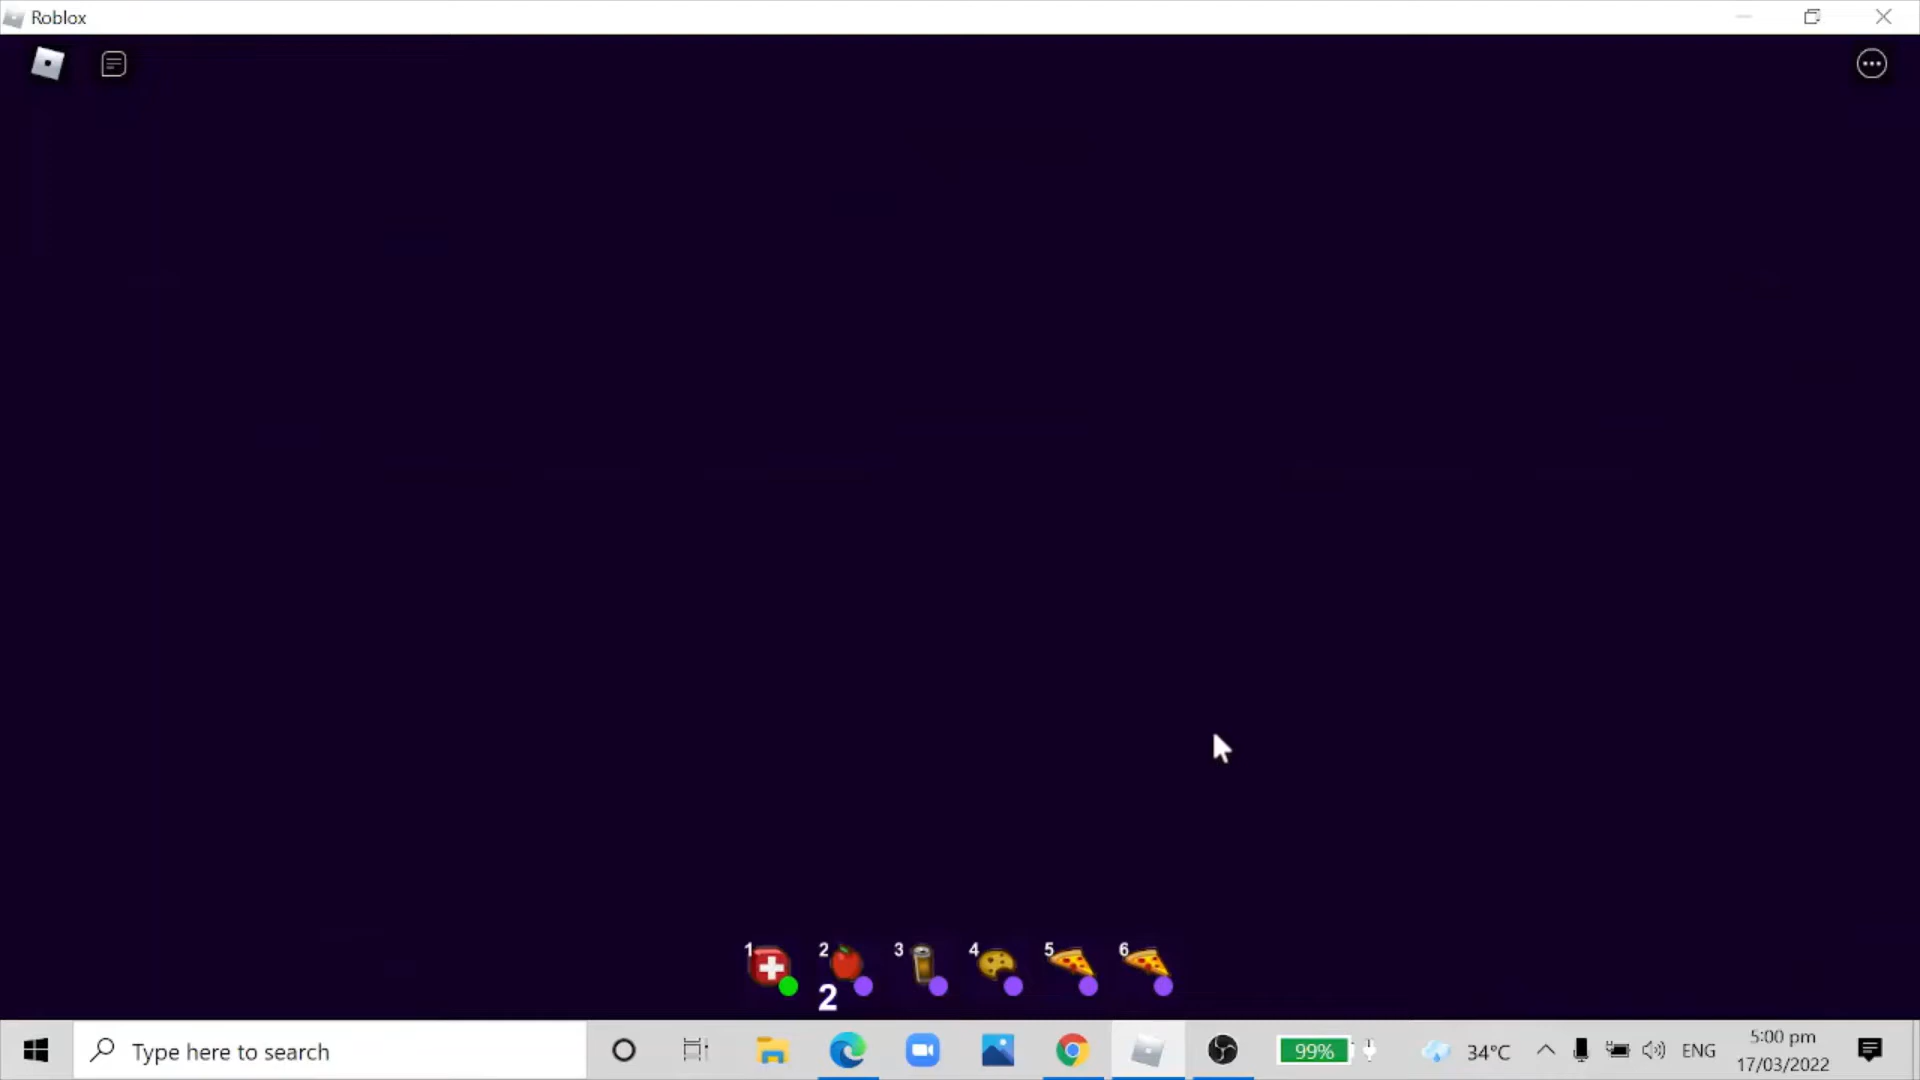 Roblox
1
2
3
4
5
6
2
Type here to search
99%
34°C
ENG
5:00 pm
17/03/2022